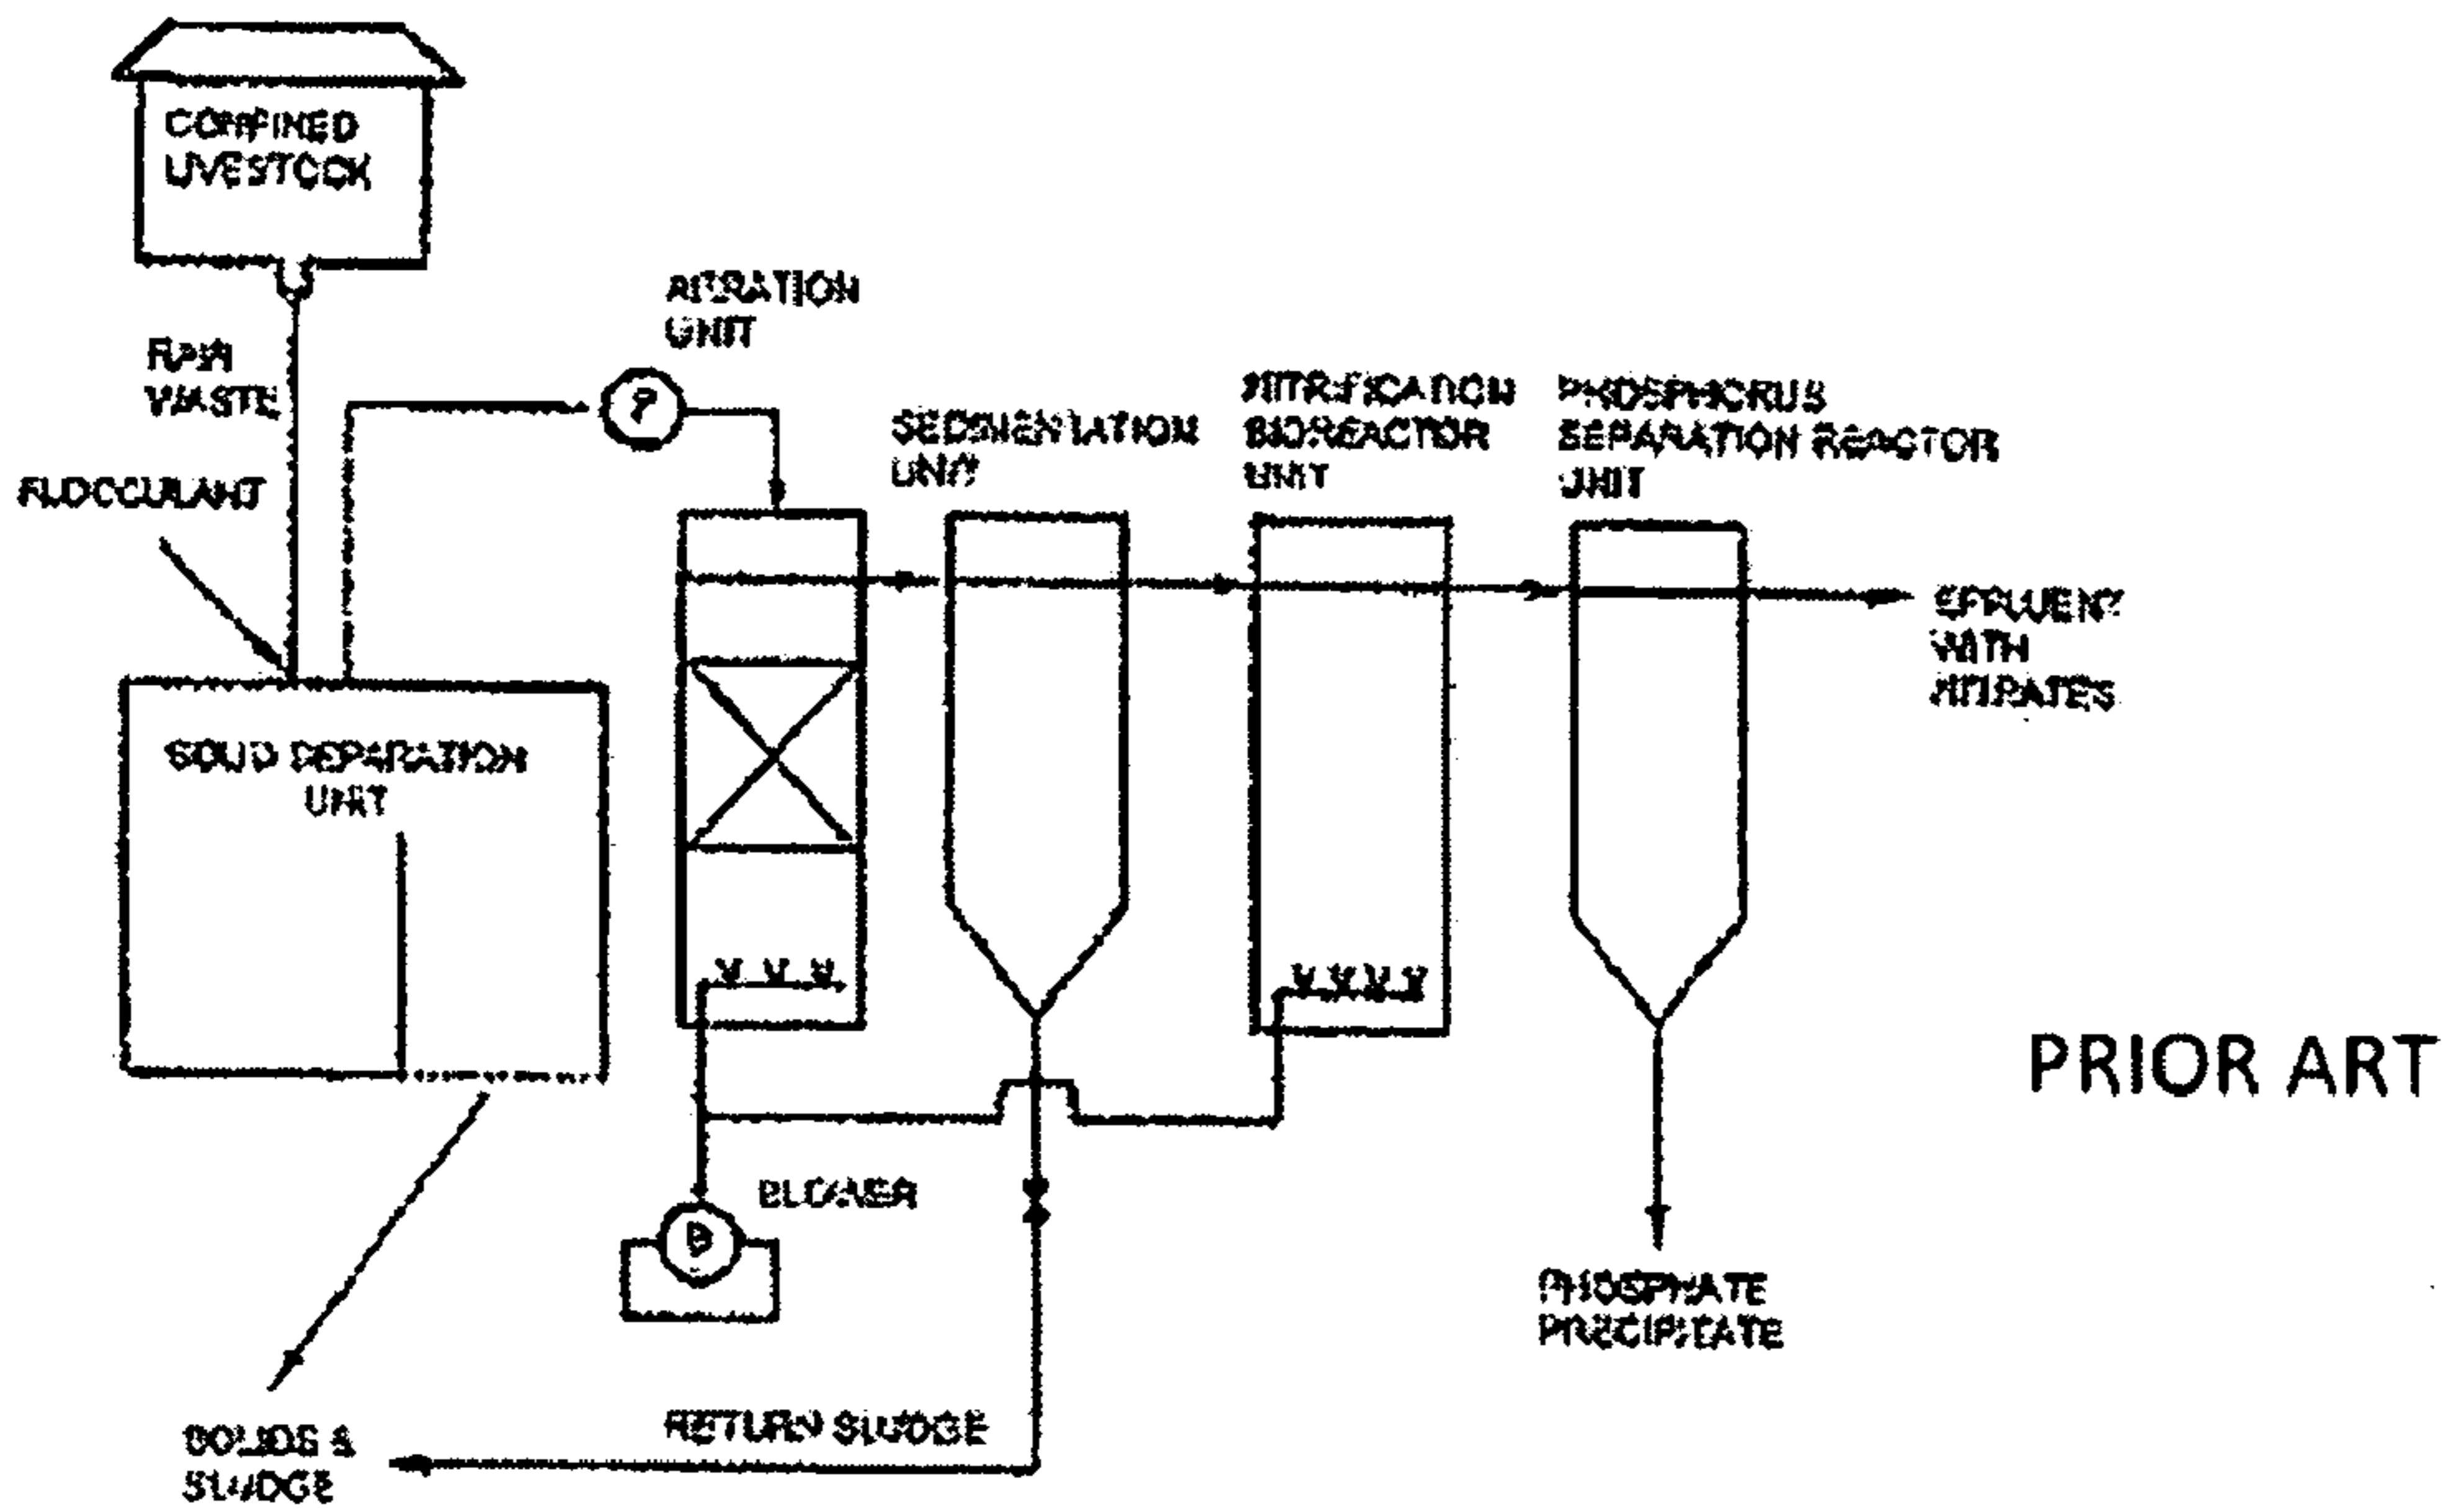 CONFINED
LIVESTOCK
RAW
WASTE
AERATION
UNIT
P
FLOCCULANT
SEDIMENTATION
UNIT
NITRIFICATION
BIOREACTOR
UNIT
PHOSPHORUS
SEPARATION REACTOR
UNIT
EFFLUENT
WITH
NITRATES
SOLID SEPARATION
UNIT
PRIOR ART
BLOWER
B
PHOSPHATE
PRECIPITATE
RETURN SLUDGE
SOLIDS &
SLUDGE